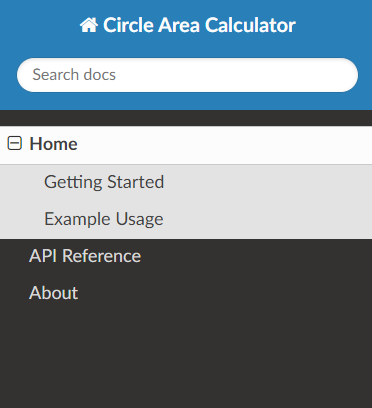 Circle Area Calculator
Search docs
Home
Getting Started
Example Usage
API Reference
About